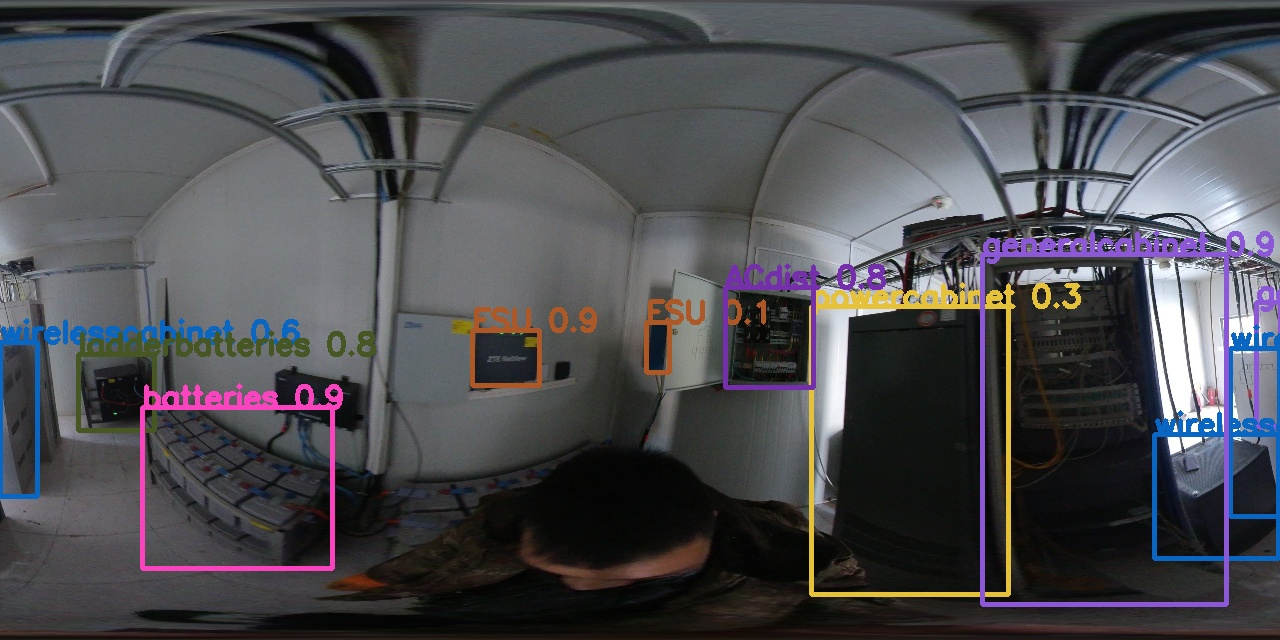 generalcabinet 0.9
ACdist 0.8
powercabinet 0.3
FSU 0.9
FSU 0.1
wirelesscabinet 0.6
ladderbatteries 0.8
batteries 0.9
wireless